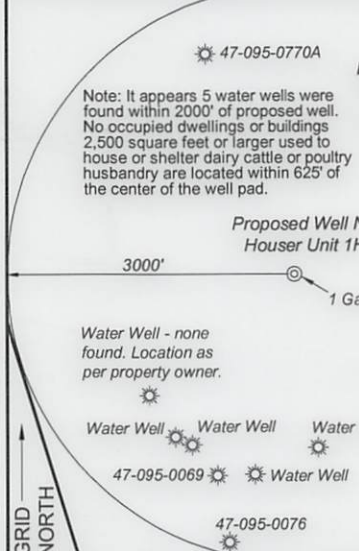 47-095-0770A
Note: It appears 5 water wells were
found within 2000' of proposed well.
No occupied dwellings or buildings
2,500 square feet or larger used to
house or shelter dairy cattle or poultry
husbandry are located within 625' of
the center of the well pad.
Proposed Well
Houser Unit 1H
3000'
1
Water Well - none
found. Location as
per property owner.
Water Well
Water Well
Water
47-095-0069
Water Well
47-095-0076
GRID
NORTH